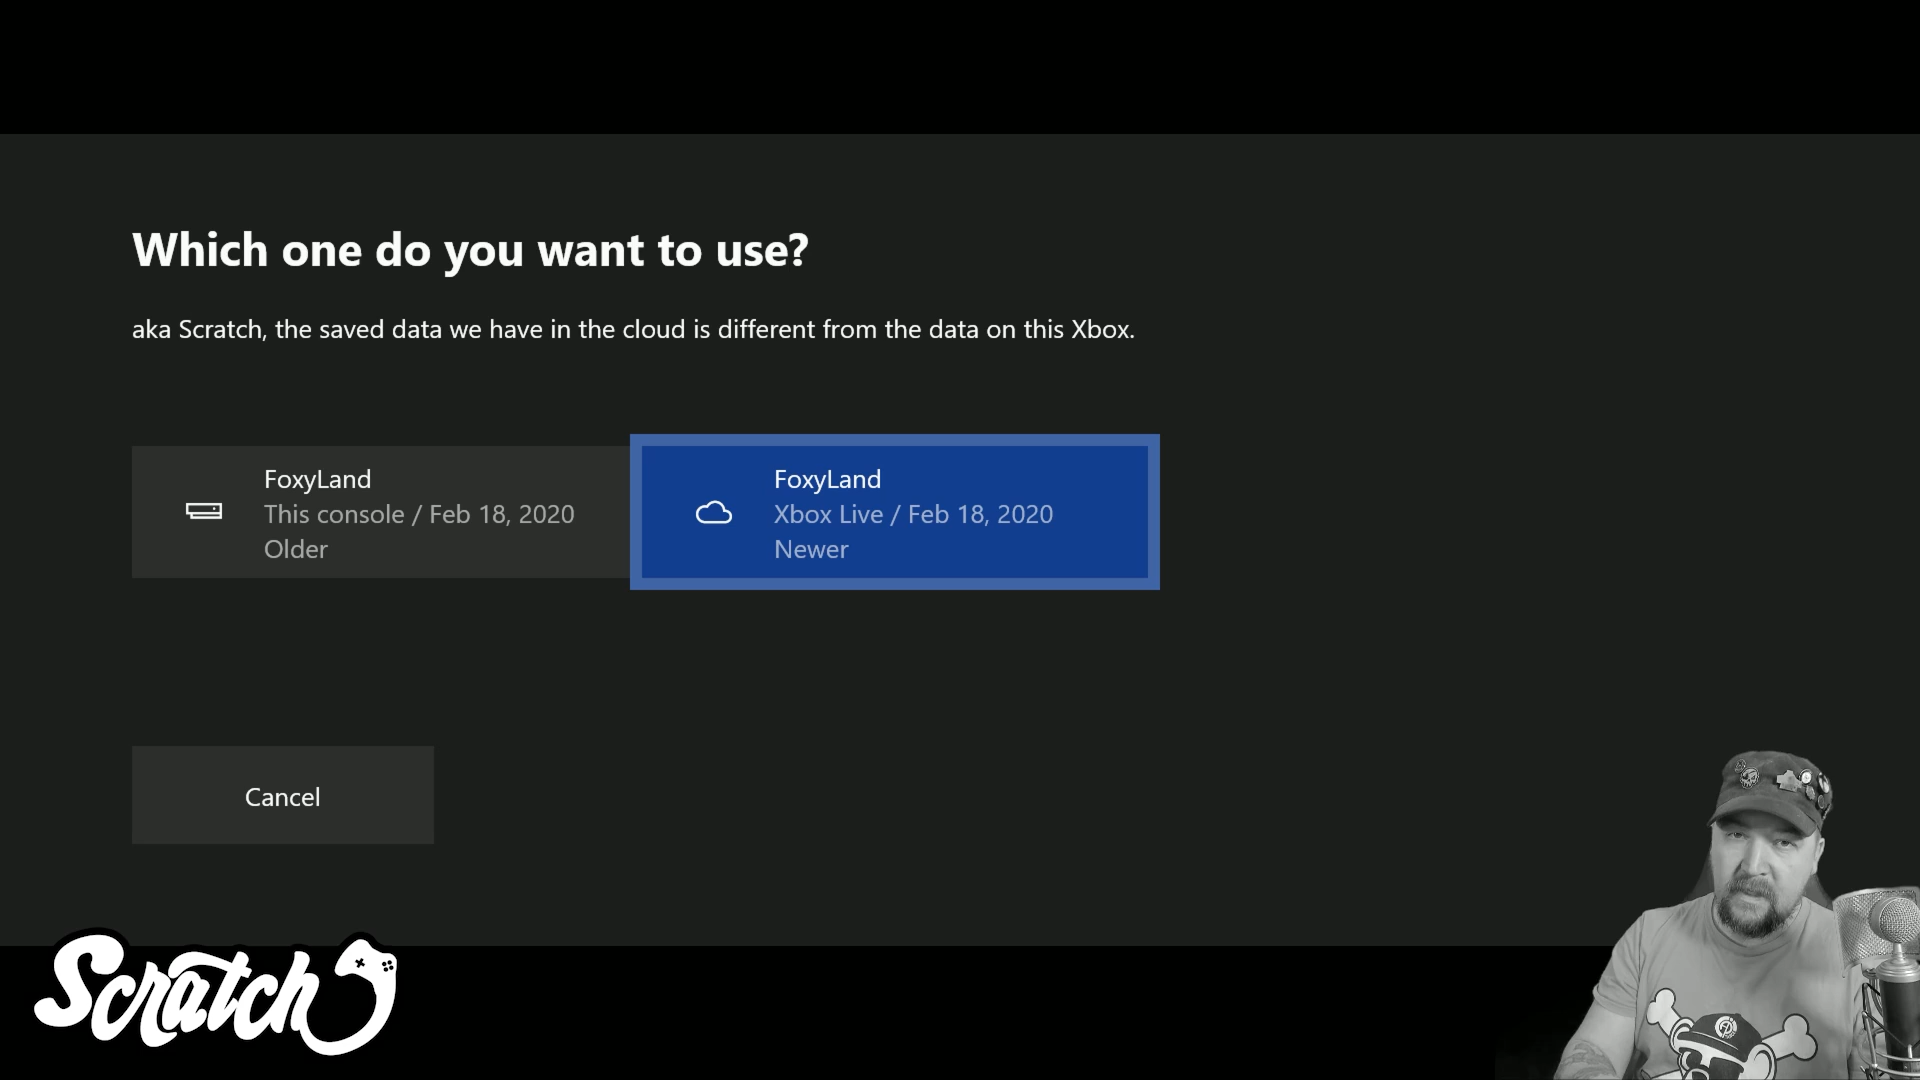 Which one do you want to use?
aka Scratch, the saved data we have in the cloud is different from the data on this Xbox.
FoxyLand
This console / Feb 18, 2020
Older
FoxyLand
Xbox Live / Feb 18, 2020
Newer
Cancel
Scratch